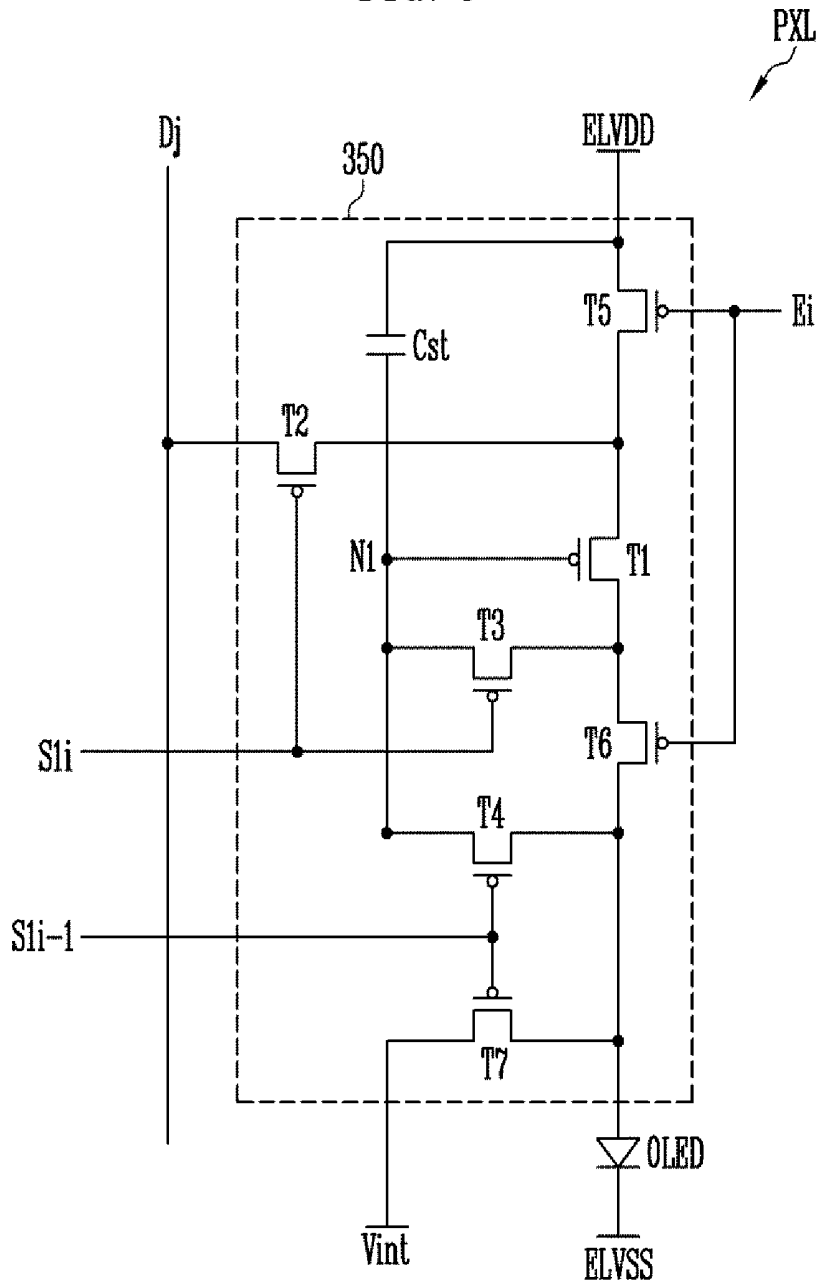 PXL
Dj
ELVDD
350
T5
Ei
Cst
T2
N1
T1
T3
S1i
T6
T4
S1i-1
T7
OLED
Vint
ELVSS